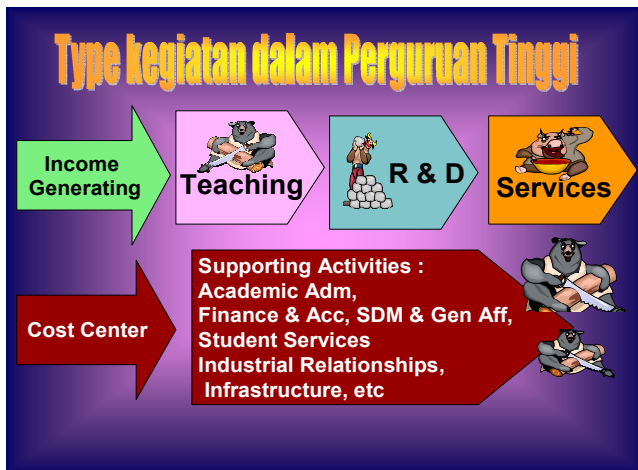 Type kegiatan dalam Perguruan Tinggi
Income
Generating
Teaching
R & D
Services
Cost Center
Supporting Activities :
Academic Adm,
Finance & Acc, SDM & Gen Aff,
Student Services
Industrial Relationships,
Infrastructure, etc